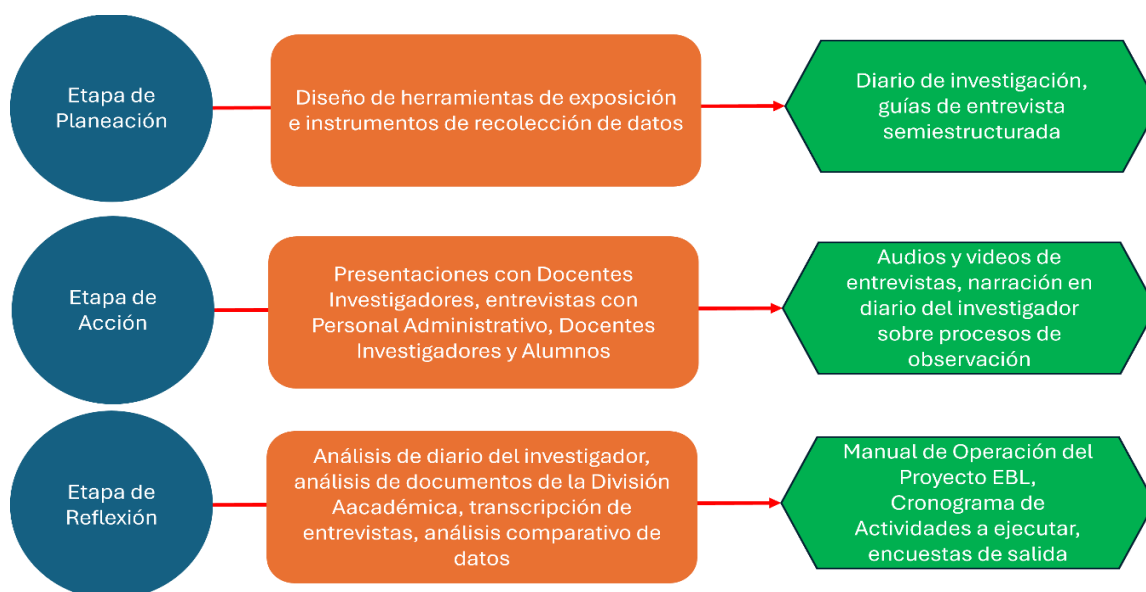 Etapa de
Planeación
Diseño de herramientas de exposición
e instrumentos de recolección de datos
Diario de investigación,
guías de entrevista
semiestructurada
Etapa de
Acción
Presentaciones con Docentes
Investigadores, entrevistas con
Personal Administrativo, Docentes
Investigadores y Alumnos
Audios y videos de
entrevistas, narración en
diario del investigador
sobre procesos de
observación
Etapa de
Reflexión
Análisis de diario del investigador,
análisis de documentos de la División
Aacadémica, transcripción de
entrevistas, análisis comparativo de
datos
Manual de Operación del
Proyecto EBL,
Cronograma de
Actividades a ejecutar,
encuestas de salida